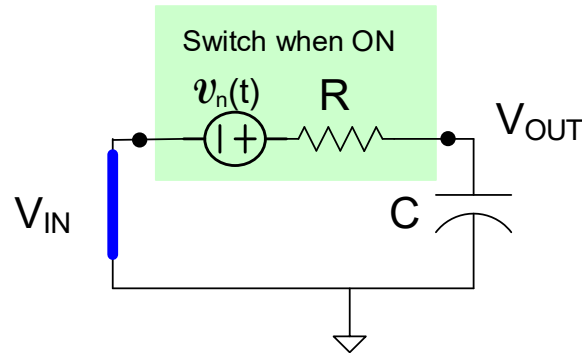 Switch when ON
𝒗n(t)
R
VOUT
VIN
C